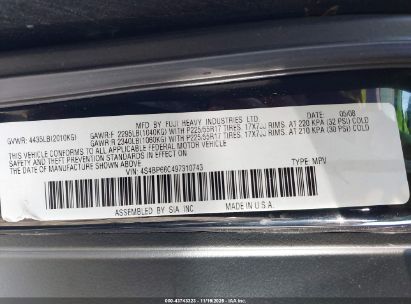 MFD. BY FUJI HEAVY INDUSTRIES LTD. DATE: 05/08
GVWR: 4435LB(2010KG) GAWR:F 2295LB(1040KG) WITH P225/55R17 TIRES, 17X7JJ RIMS, AT 220 KPA (32 PSI) COLD
GAWR:R 2340LB(1060KG) WITH P225/55R17 TIRES, 17X7JJ RIMS, AT 210 KPA (30 PSI) COLD
THIS VEHICLE CONFORMS TO ALL APPLICABLE FEDERAL MOTOR VEHICLE
SAFETY AND THEFT PREVENTION STANDARDS IN EFFECT
ON THE DATE OF MANUFACTURE SHOWN ABOVE.
VIN: 4S4BP66C497310743 TYPE: MPV
ASSEMBLED BY SIA INC MADE IN U.S.A.